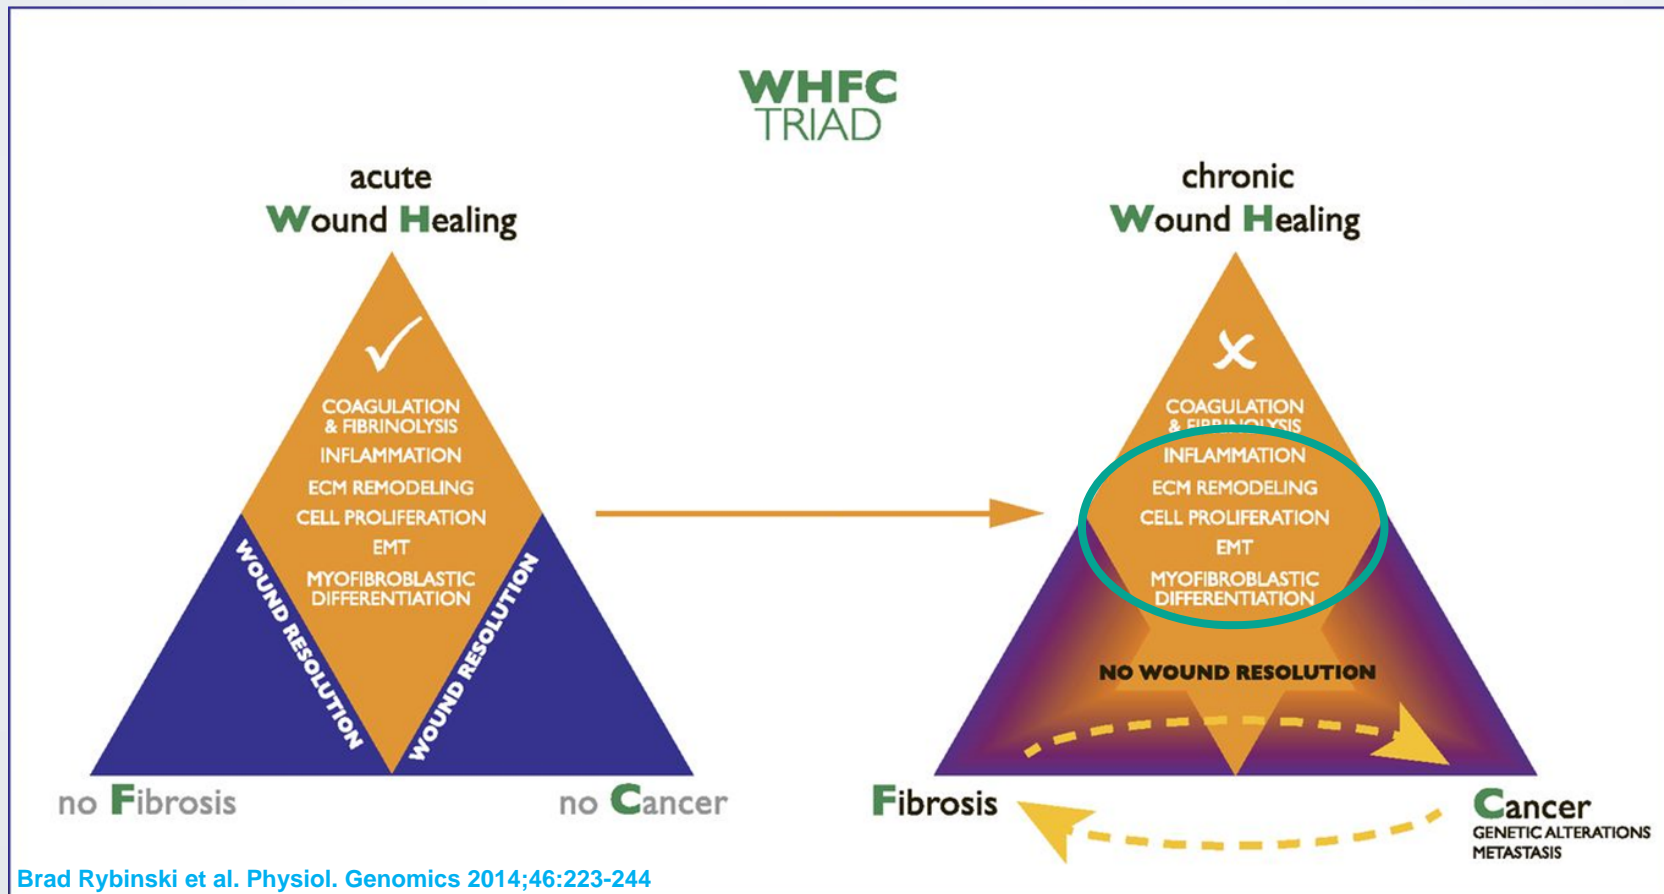 WHFC
TRIAD
acute
Wound Healing
COAGULATION
& FIBRINOLYSIS
INFLAMMATION
ECM REMODELING
CELL PROLIFERATION
EMT
MYOFIBROBLASTIC
DIFFERENTIATION
WOUND RESOLUTION
WOUND RESOLUTION
no Fibrosis
no Cancer
chronic
Wound Healing
COAGULATION
& FIBRINOLYSIS
INFLAMMATION
ECM REMODELING
CELL PROLIFERATION
EMT
MYOFIBROBLASTIC
DIFFERENTIATION
NO WOUND RESOLUTION
Fibrosis
Cancer
GENETIC ALTERATIONS
METASTASIS
Brad Rybinski et al. Physiol. Genomics 2014;46:223-244